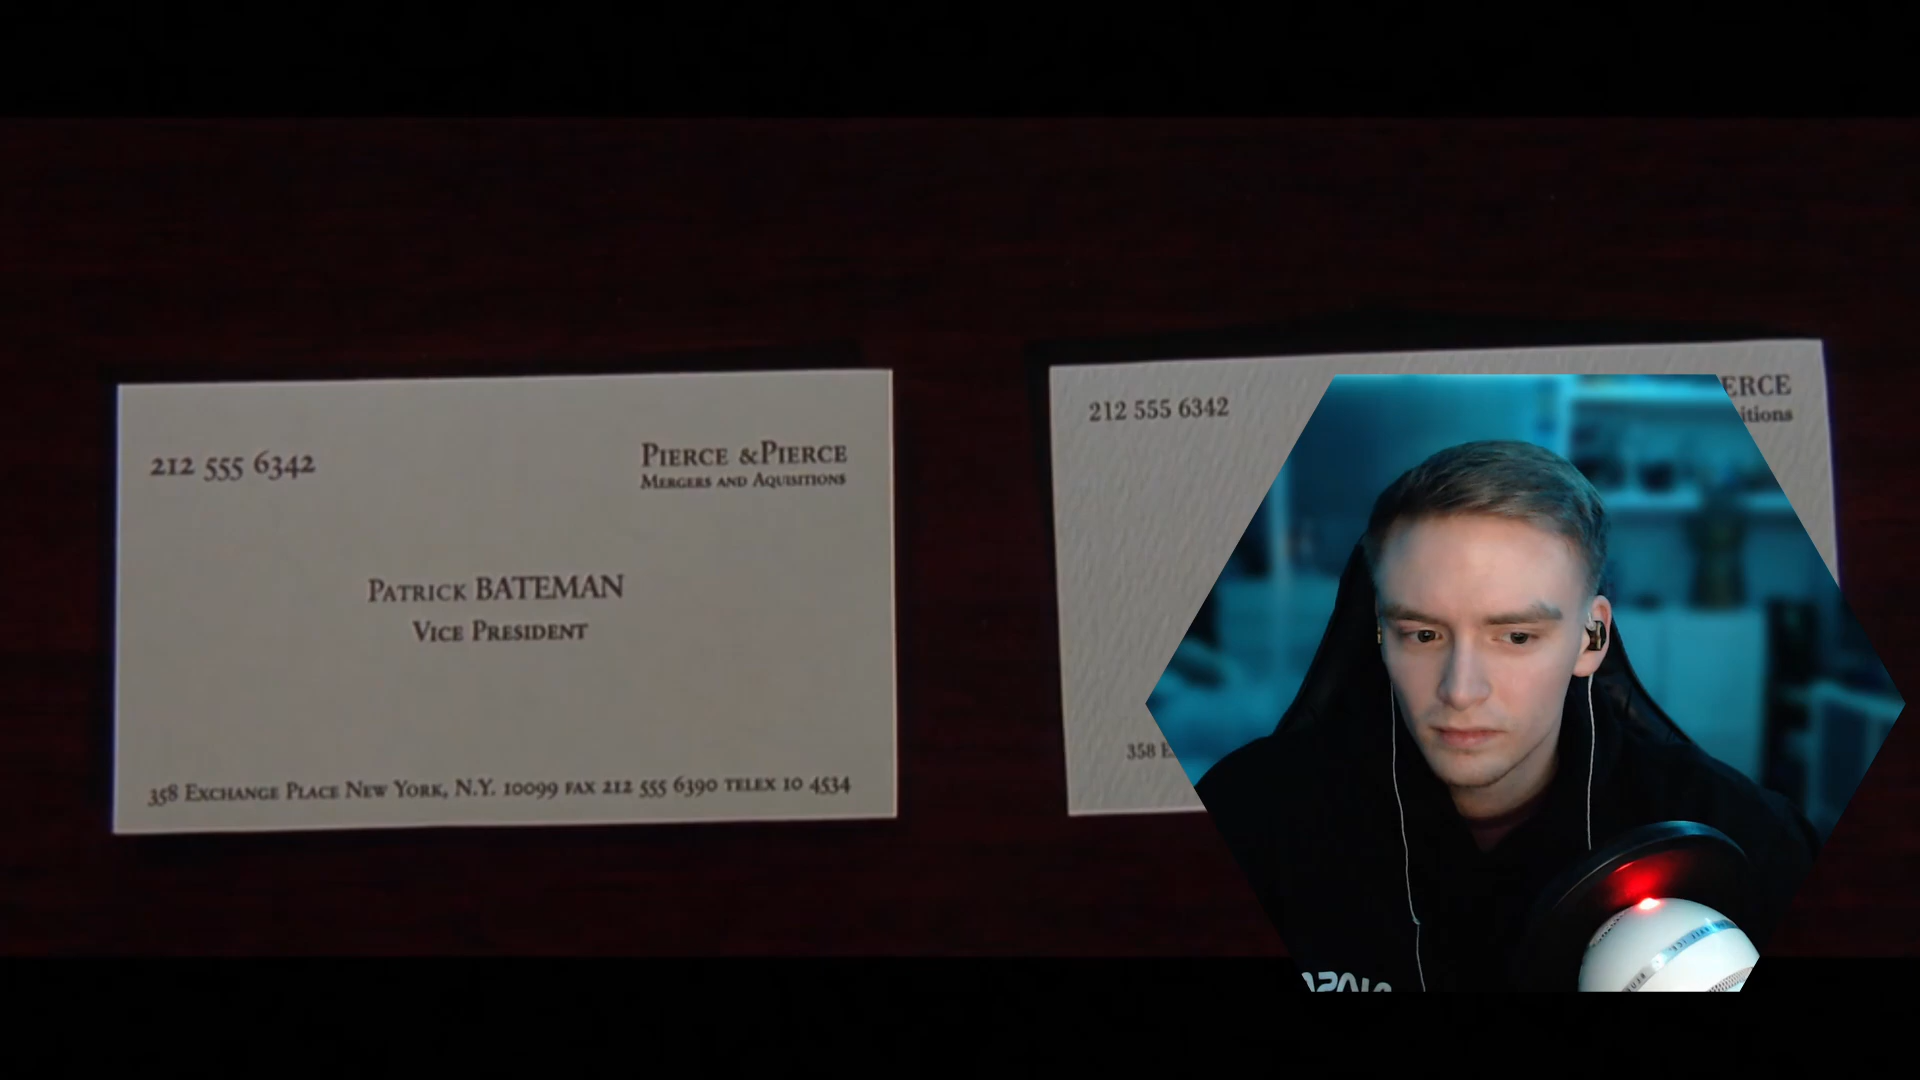 212 555 6342
PIERCE & PIERCE
MERGERS AND AQUISITIONS
PATRICK BATEMAN
VICE PRESIDENT
358 EXCHANGE PLACE NEW YORK, N.Y. 10099 FAX 212 555 6390 TELEX 10 4534
212 555 6342
ERCE
itions
358 E